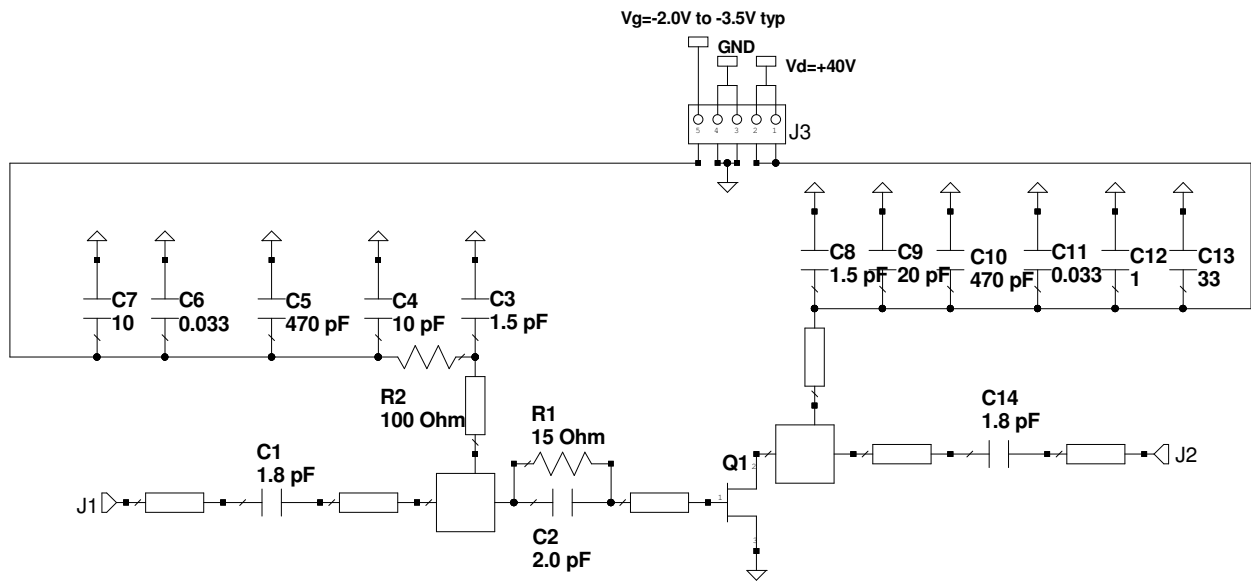 Vg=-2.0V to -3.5V typ
GND
Vd=+40V
5 4 3 2 1
J3
C7
10
C6
0.033
C5
470 pF
C4
10 pF
C3
1.5 pF
C8
1.5 pF
C9
20 pF
C10
470 pF
C11
0.033
C12
1
C13
33
R2
100 Ohm
R1
15 Ohm
C14
1.8 pF
C1
1.8 pF
Q1
2
J2
J1
1
C2
2.0 pF
3